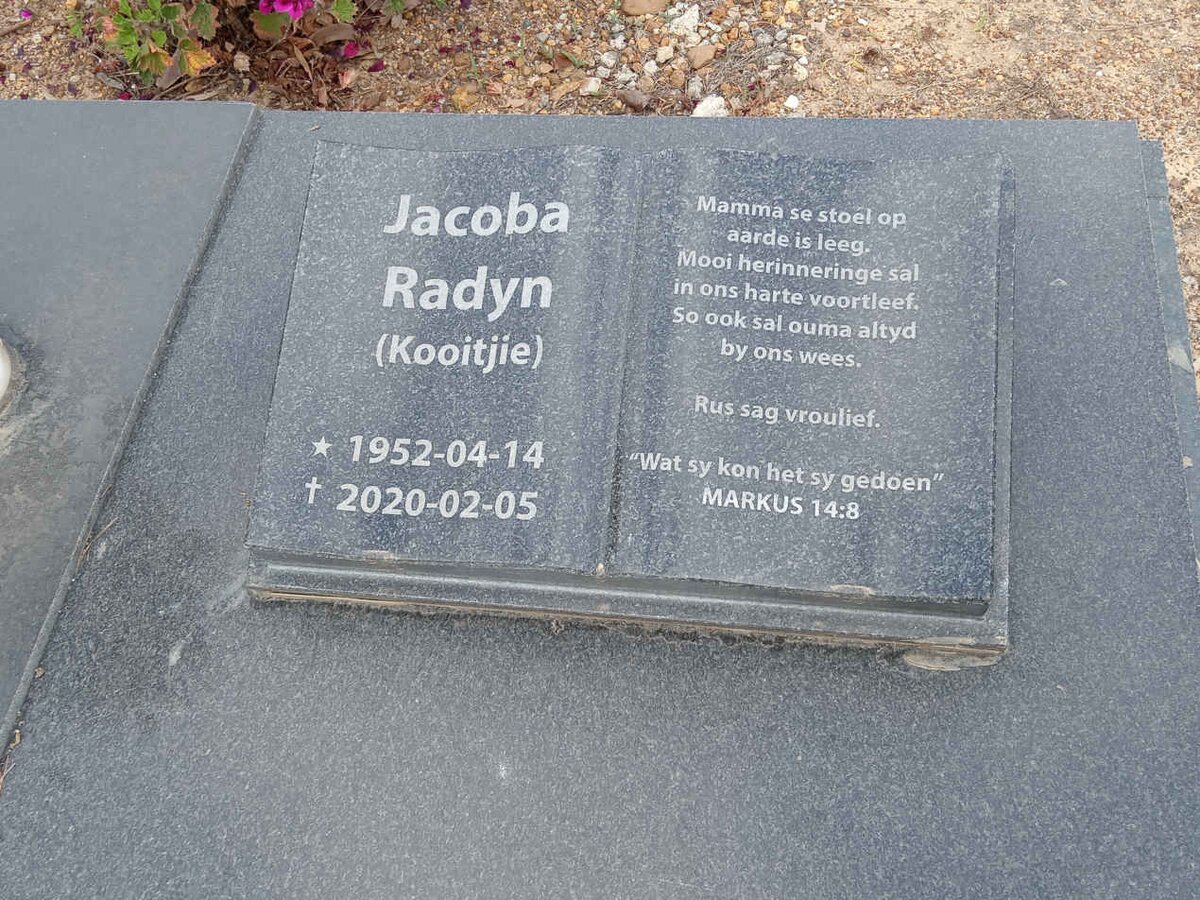 Jacoba
Radyn
(Kooitjie)
★ 1952-04-14
✝ 2020-02-05
Mamma se stoel op
aarde is leeg.
Mooi herinneringe sal
in ons harte voortleef.
So ook sal ouma altyd
by ons wees.
Rus sag vroulief.
“Wat sy kon het sy gedoen”
MARKUS 14:8